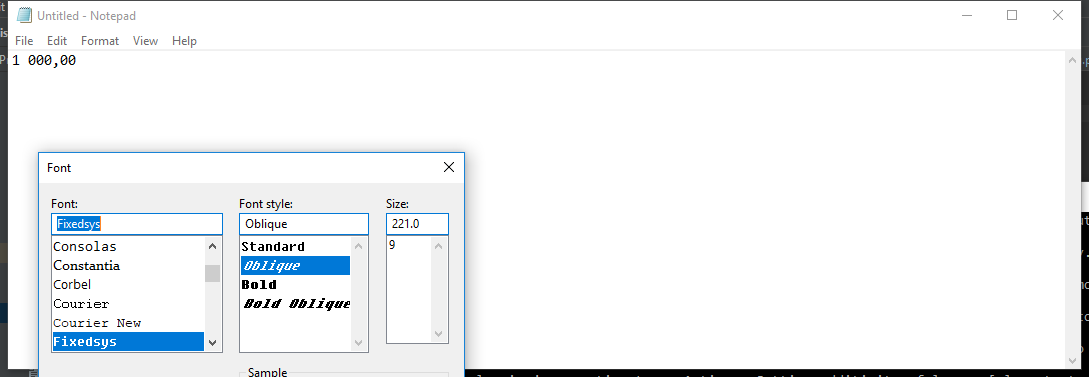 Untitled - Notepad
File Edit Format View Help
1 000,00
Font
Font: Font style: Size:
Fixedsys Oblique 221.0
Consolas Standard 9
Constantia Oblique
Corbel Bold
Courier Bold Oblique
Courier New
Fixedsys
Sample